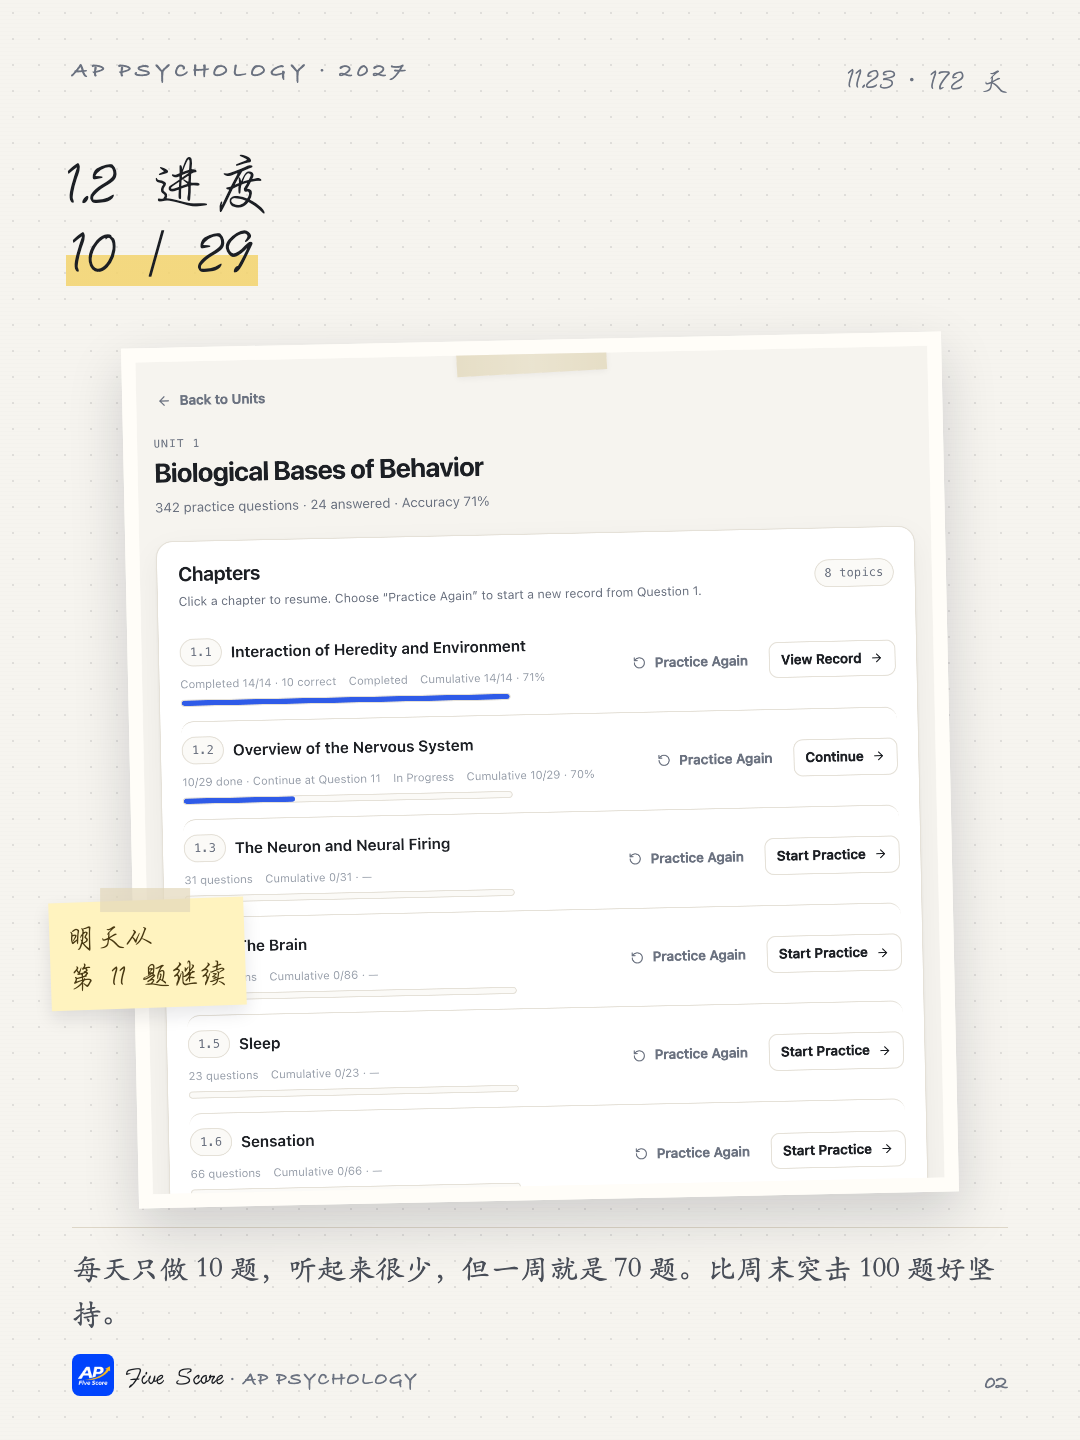 AP PSYCHOLOGY · 2027
11.23 · 172 天
1.2 进度
10 / 29
← Back to Units
UNIT 1
Biological Bases of Behavior
342 practice questions · 24 answered · Accuracy 71%
Chapters
8 topics
Click a chapter to resume. Choose “Practice Again” to start a new record from Question 1.
1.1 Interaction of Heredity and Environment
Practice Again View Record →
Completed 14/14 · 10 correct Completed Cumulative 14/14 · 71%
1.2 Overview of the Nervous System
Practice Again Continue →
10/29 done · Continue at Question 11 In Progress Cumulative 10/29 · 70%
1.3 The Neuron and Neural Firing
Practice Again Start Practice →
31 questions Cumulative 0/31 · —
The Brain
Practice Again Start Practice →
ns Cumulative 0/86 · —
明天从
第 11 题继续
1.5 Sleep
Practice Again Start Practice →
23 questions Cumulative 0/23 · —
1.6 Sensation
Practice Again Start Practice →
66 questions Cumulative 0/66 · —
每天只做 10 题，听起来很少，但一周就是 70 题。比周末突击 100 题好坚
持。
AP Five Score
Five Score · AP PSYCHOLOGY
02